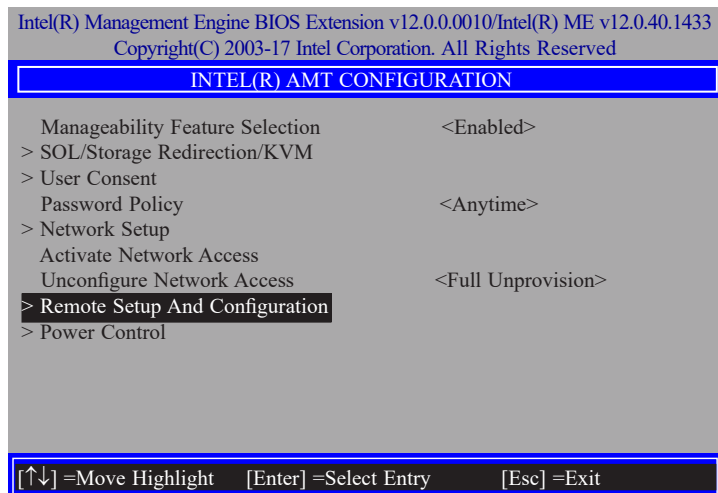 Intel(R) Management Engine BIOS Extension v12.0.0.0010/Intel(R) ME v12.0.40.1433
Copyright(C) 2003-17 Intel Corporation. All Rights Reserved
INTEL(R) AMT CONFIGURATION
Manageability Feature Selection <Enabled>
> SOL/Storage Redirection/KVM
> User Consent
Password Policy <Anytime>
> Network Setup
Activate Network Access
Unconfigure Network Access <Full Unprovision>
> Remote Setup And Configuration
> Power Control
[↑↓] =Move Highlight [Enter] =Select Entry [Esc] =Exit